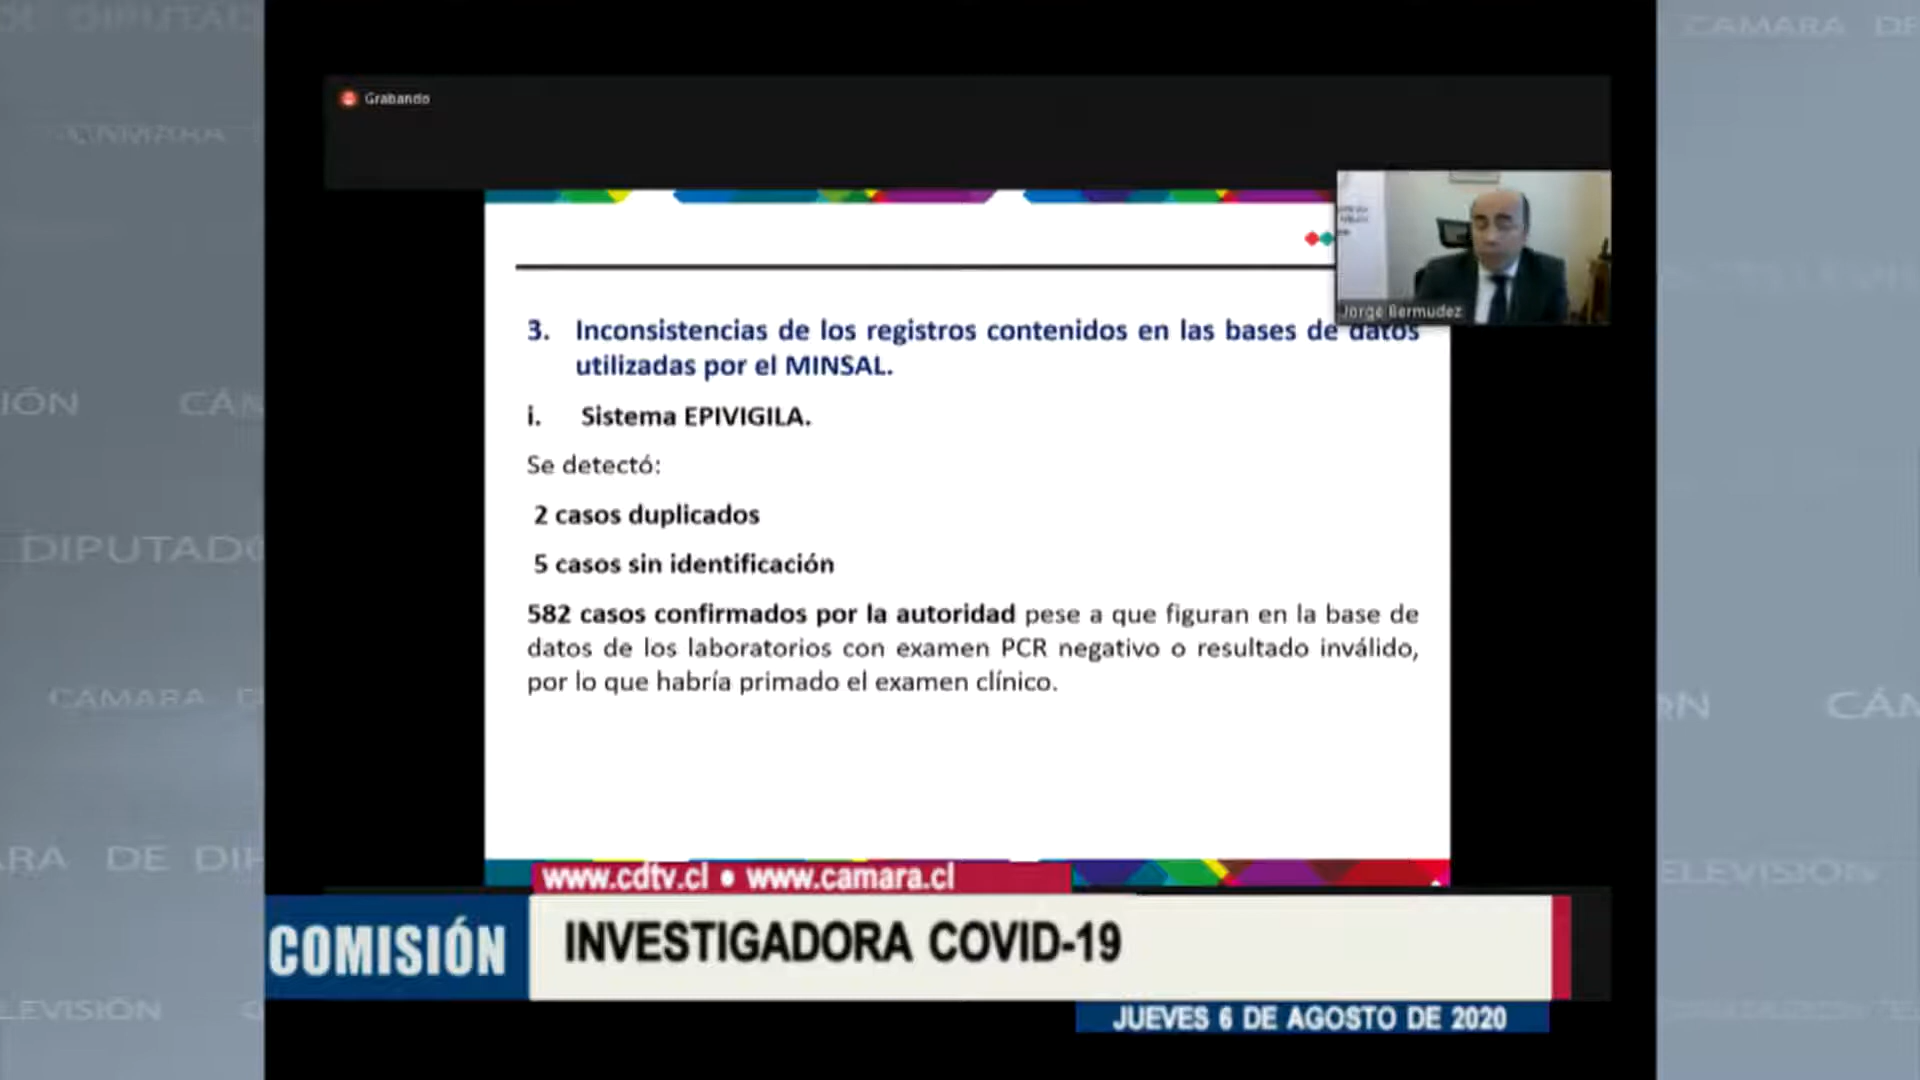 Grabando
Jorge Bermudez
3. Inconsistencias de los registros contenidos en las bases de datos
utilizadas por el MINSAL.
i. Sistema EPIVIGILA.
Se detectó:
2 casos duplicados
5 casos sin identificación
582 casos confirmados por la autoridad pese a que figuran en la base de
datos de los laboratorios con examen PCR negativo o resultado inválido,
por lo que habría primado el examen clínico.
www.cdtv.cl • www.camara.cl
COMISIÓN
INVESTIGADORA COVID-19
JUEVES 6 DE AGOSTO DE 2020